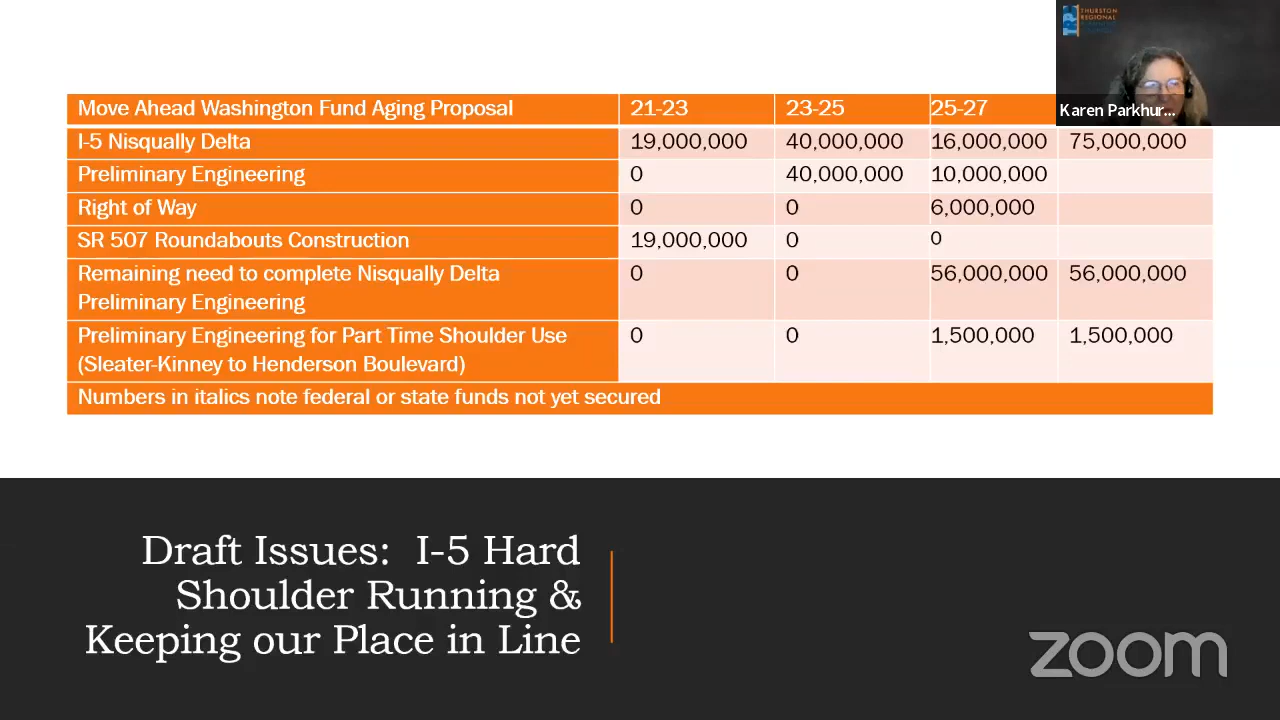 THURSTON
REGIONAL
Karen Parkhur...
Move Ahead Washington Fund Aging Proposal 21-23 23-25 25-27
I-5 Nisqually Delta 19,000,000 40,000,000 16,000,000 75,000,000
Preliminary Engineering 0 40,000,000 10,000,000
Right of Way 0 0 6,000,000
SR 507 Roundabouts Construction 19,000,000 0 0
Remaining need to complete Nisqually Delta 0 0 56,000,000 56,000,000
Preliminary Engineering
Preliminary Engineering for Part Time Shoulder Use 0 0 1,500,000 1,500,000
(Sleater-Kinney to Henderson Boulevard)
Numbers in italics note federal or state funds not yet secured
Draft Issues: I-5 Hard
Shoulder Running &
Keeping our Place in Line
zoom